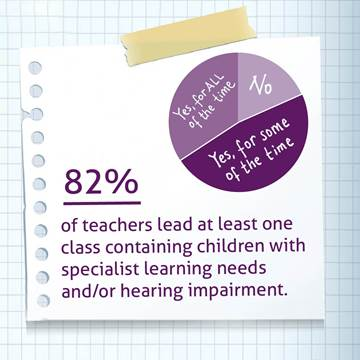 Yes, for ALL
of the time
No
Yes, for some
of the time
82%
of teachers lead at least one
class containing children with
specialist learning needs
and/or hearing impairment.